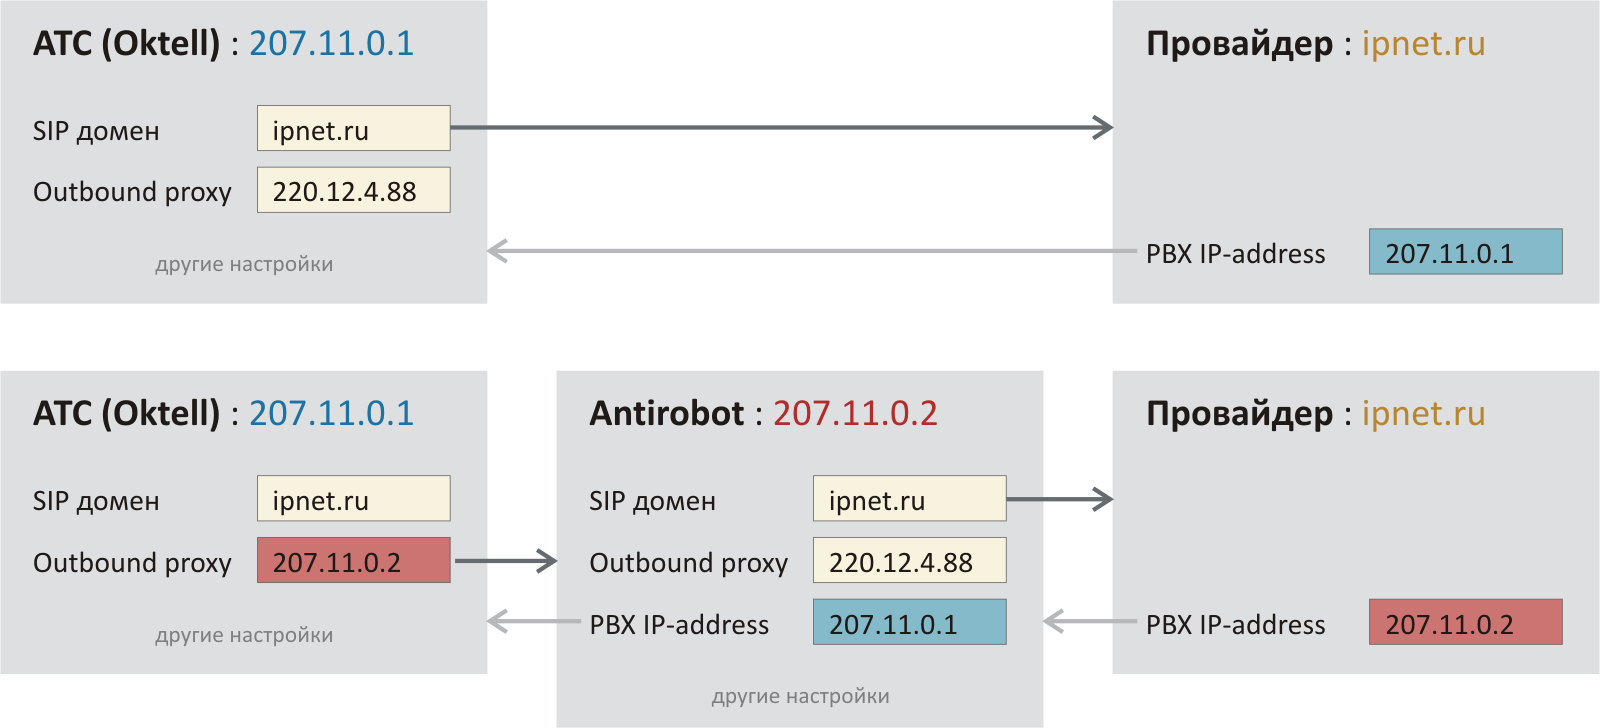 АТС (Oktell) : 207.11.0.1
SIP домен ipnet.ru
Outbound proxy 220.12.4.88
другие настройки
Провайдер : ipnet.ru
PBX IP-address 207.11.0.1
АТС (Oktell) : 207.11.0.1
SIP домен ipnet.ru
Outbound proxy 207.11.0.2
другие настройки
Antirobot : 207.11.0.2
SIP домен ipnet.ru
Outbound proxy 220.12.4.88
PBX IP-address 207.11.0.1
другие настройки
Провайдер : ipnet.ru
PBX IP-address 207.11.0.2